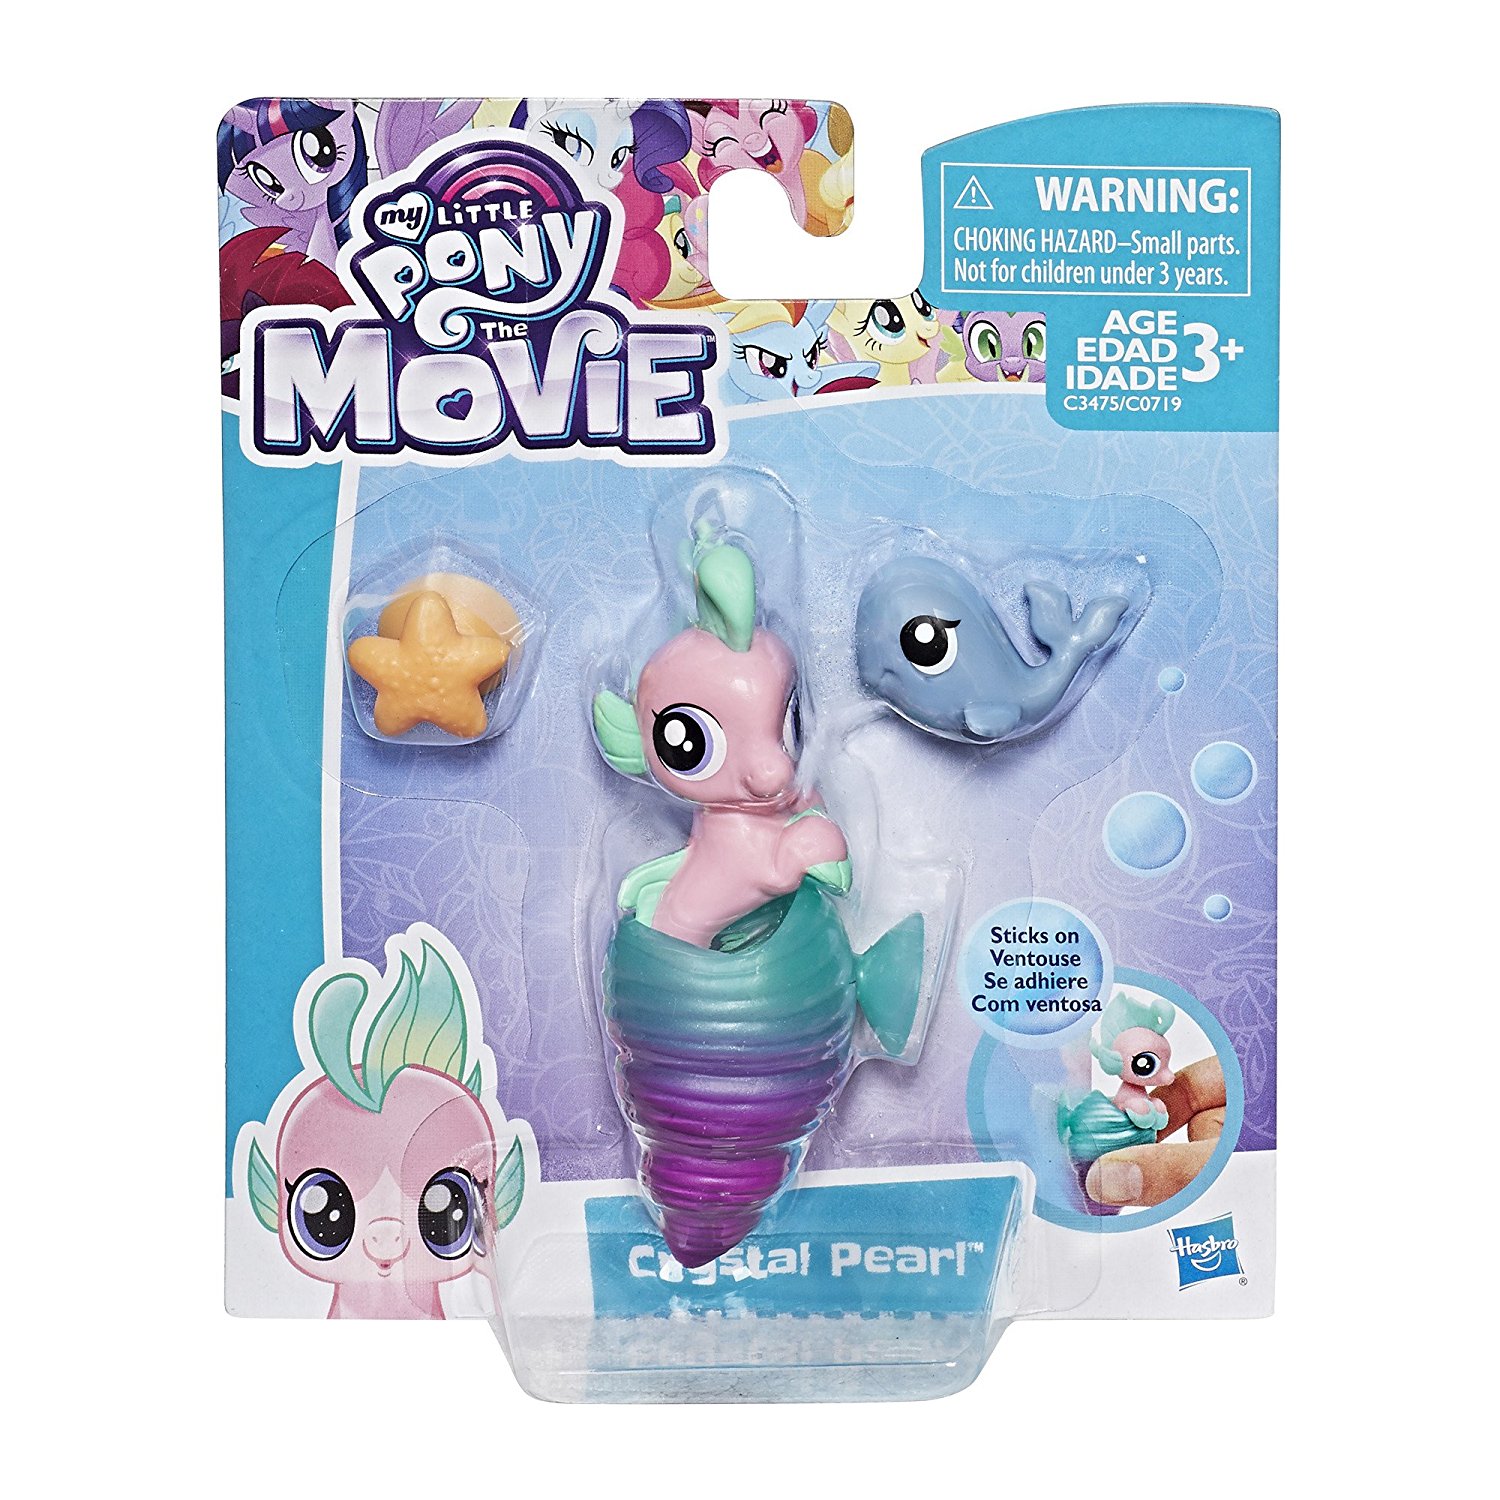 my LITTLE
PONY
THE
MOVIE™
WARNING:
CHOKING HAZARD–Small parts.
Not for children under 3 years.
AGE
EDAD
IDADE
3+
C3475/C0719
Sticks on
Ventouse
Se adhiere
Com ventosa
Crystal Pearl™
Hasbro
®